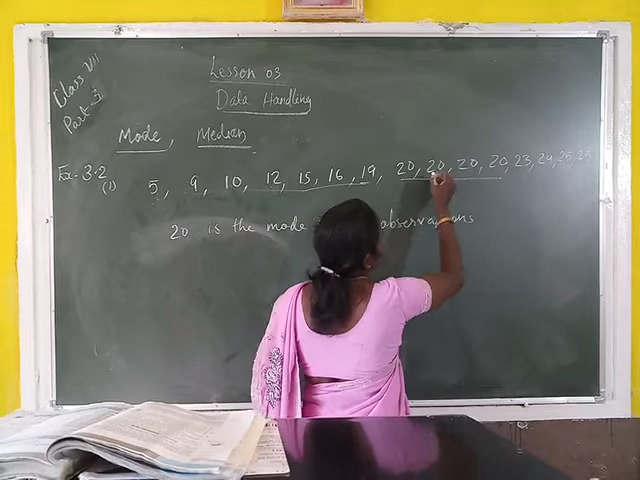 Class VII
Part-3
Lesson 03
Data Handling
Mode, Median
Ex-3.2
(1) 5, 9, 10, 12, 15, 16, 19, 20, 20, 20, 20, 23, 24, 25, 25
20 is the mode observations